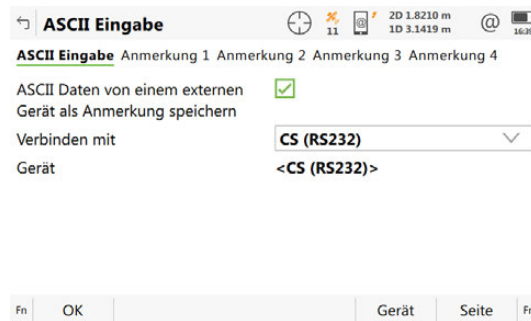 ASCII Eingabe
11
@
2D 1.8210 m
1D 3.1419 m
@
16:39
ASCII Eingabe Anmerkung 1 Anmerkung 2 Anmerkung 3 Anmerkung 4
ASCII Daten von einem externen
Gerät als Anmerkung speichern
Verbinden mit
CS (RS232)
Gerät
<CS (RS232)>
Fn OK Gerät Seite